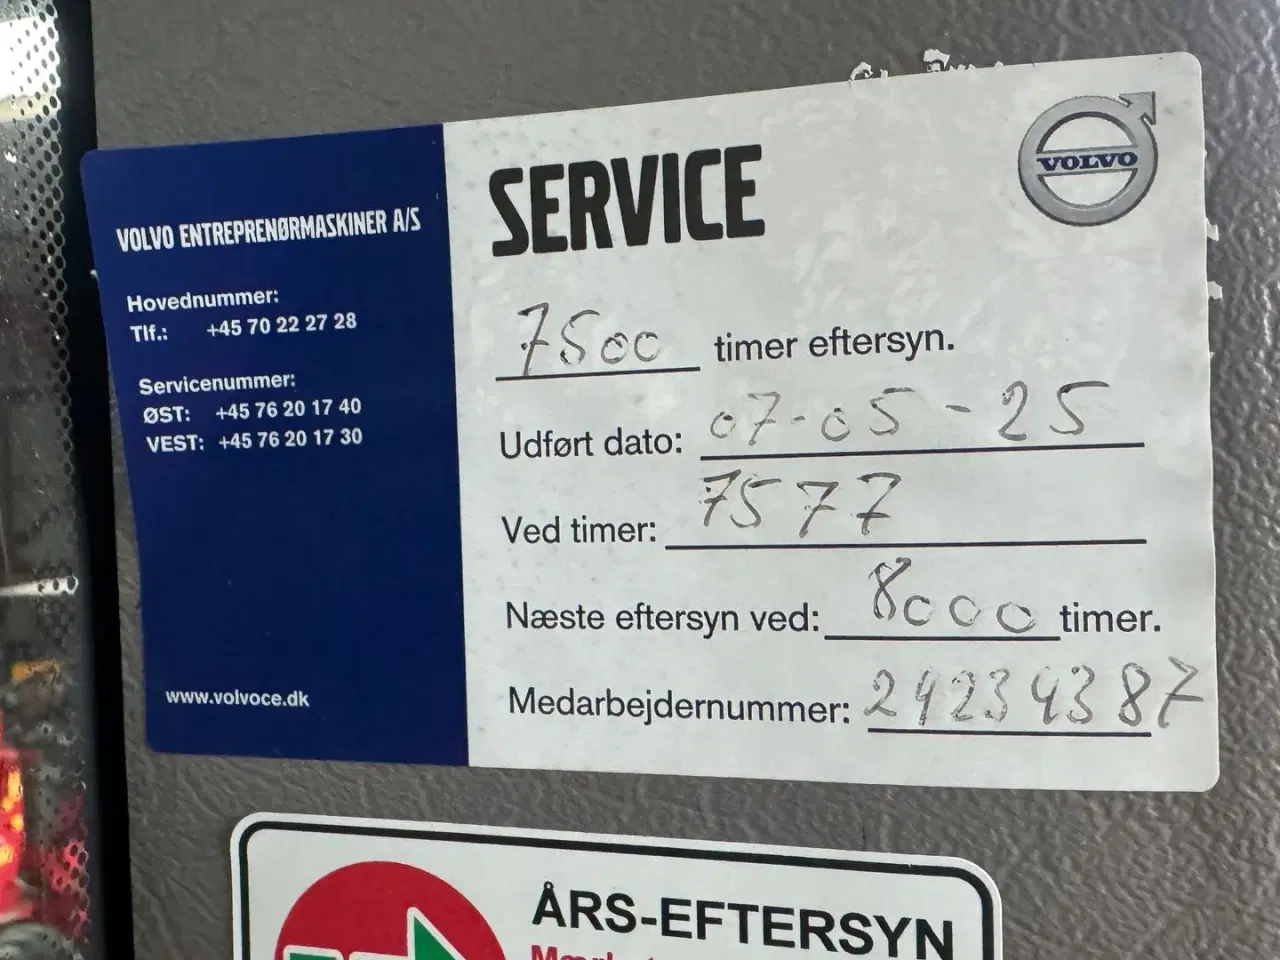 VOLVO ENTREPRENØRMASKINER A/S
Hovednummer:
Tlf.: +45 70 22 27 28
Servicenummer:
ØST: +45 76 20 17 40
VEST: +45 76 20 17 30
www.volvoce.dk
SERVICE
VOLVO
7500 timer eftersyn.
Udført dato: 07-05-25
Ved timer: 7577
Næste eftersyn ved: 8000 timer.
Medarbejdernummer: 24234387
ÅRS-EFTERSYN